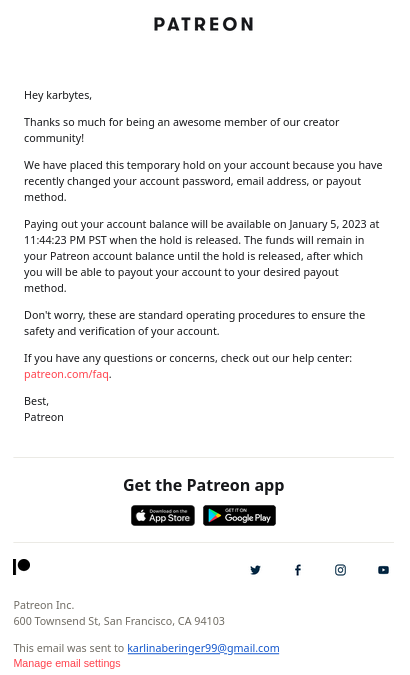 PATREON
Hey karbytes,
Thanks so much for being an awesome member of our creator
community!
We have placed this temporary hold on your account because you have
recently changed your account password, email address, or payout
method.
Paying out your account balance will be available on January 5, 2023 at
11:44:23 PM PST when the hold is released. The funds will remain in
your Patreon account balance until the hold is released, after which
you will be able to payout your account to your desired payout
method.
Don't worry, these are standard operating procedures to ensure the
safety and verification of your account.
If you have any questions or concerns, check out our help center:
patreon.com/faq.
Best,
Patreon
Get the Patreon app
Download on the
App Store
GET IT ON
Google Play
Patreon Inc.
600 Townsend St, San Francisco, CA 94103
This email was sent to karlinaberinger99@gmail.com
Manage email settings